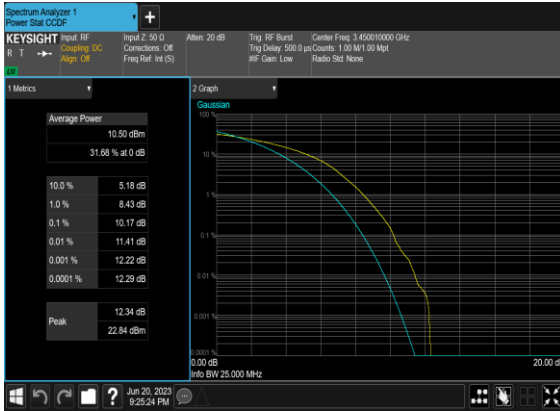 Spectrum Analyzer 1
Power Stat CCDF
KEYSIGHT
R T
Input: RF
Coupling: DC
Align: Off
Input Z: 50 Ω
Corrections: Off
Freq Ref: Int (S)
Atten: 20 dB
Trig: RF Burst
Trig Delay: 500.0 µs
#IF Gain: Low
Center Freq: 3.450010000 GHz
Counts: 1.00 M/1.00 Mpt
Radio Std: None
1 Metrics
Average Power
10.50 dBm
31.68 % at 0 dB
10.0 % 5.18 dB
1.0 % 8.43 dB
0.1 % 10.17 dB
0.01 % 11.41 dB
0.001 % 12.22 dB
0.0001 % 12.29 dB
Peak
12.34 dB
22.84 dBm
2 Graph
Gaussian
100 %
10 %
1 %
0.1 %
0.01 %
0.001 %
0.0001 %
0.00 dB
20.00 d
Info BW 25.000 MHz
?
Jun 20, 2023
9:25:24 PM